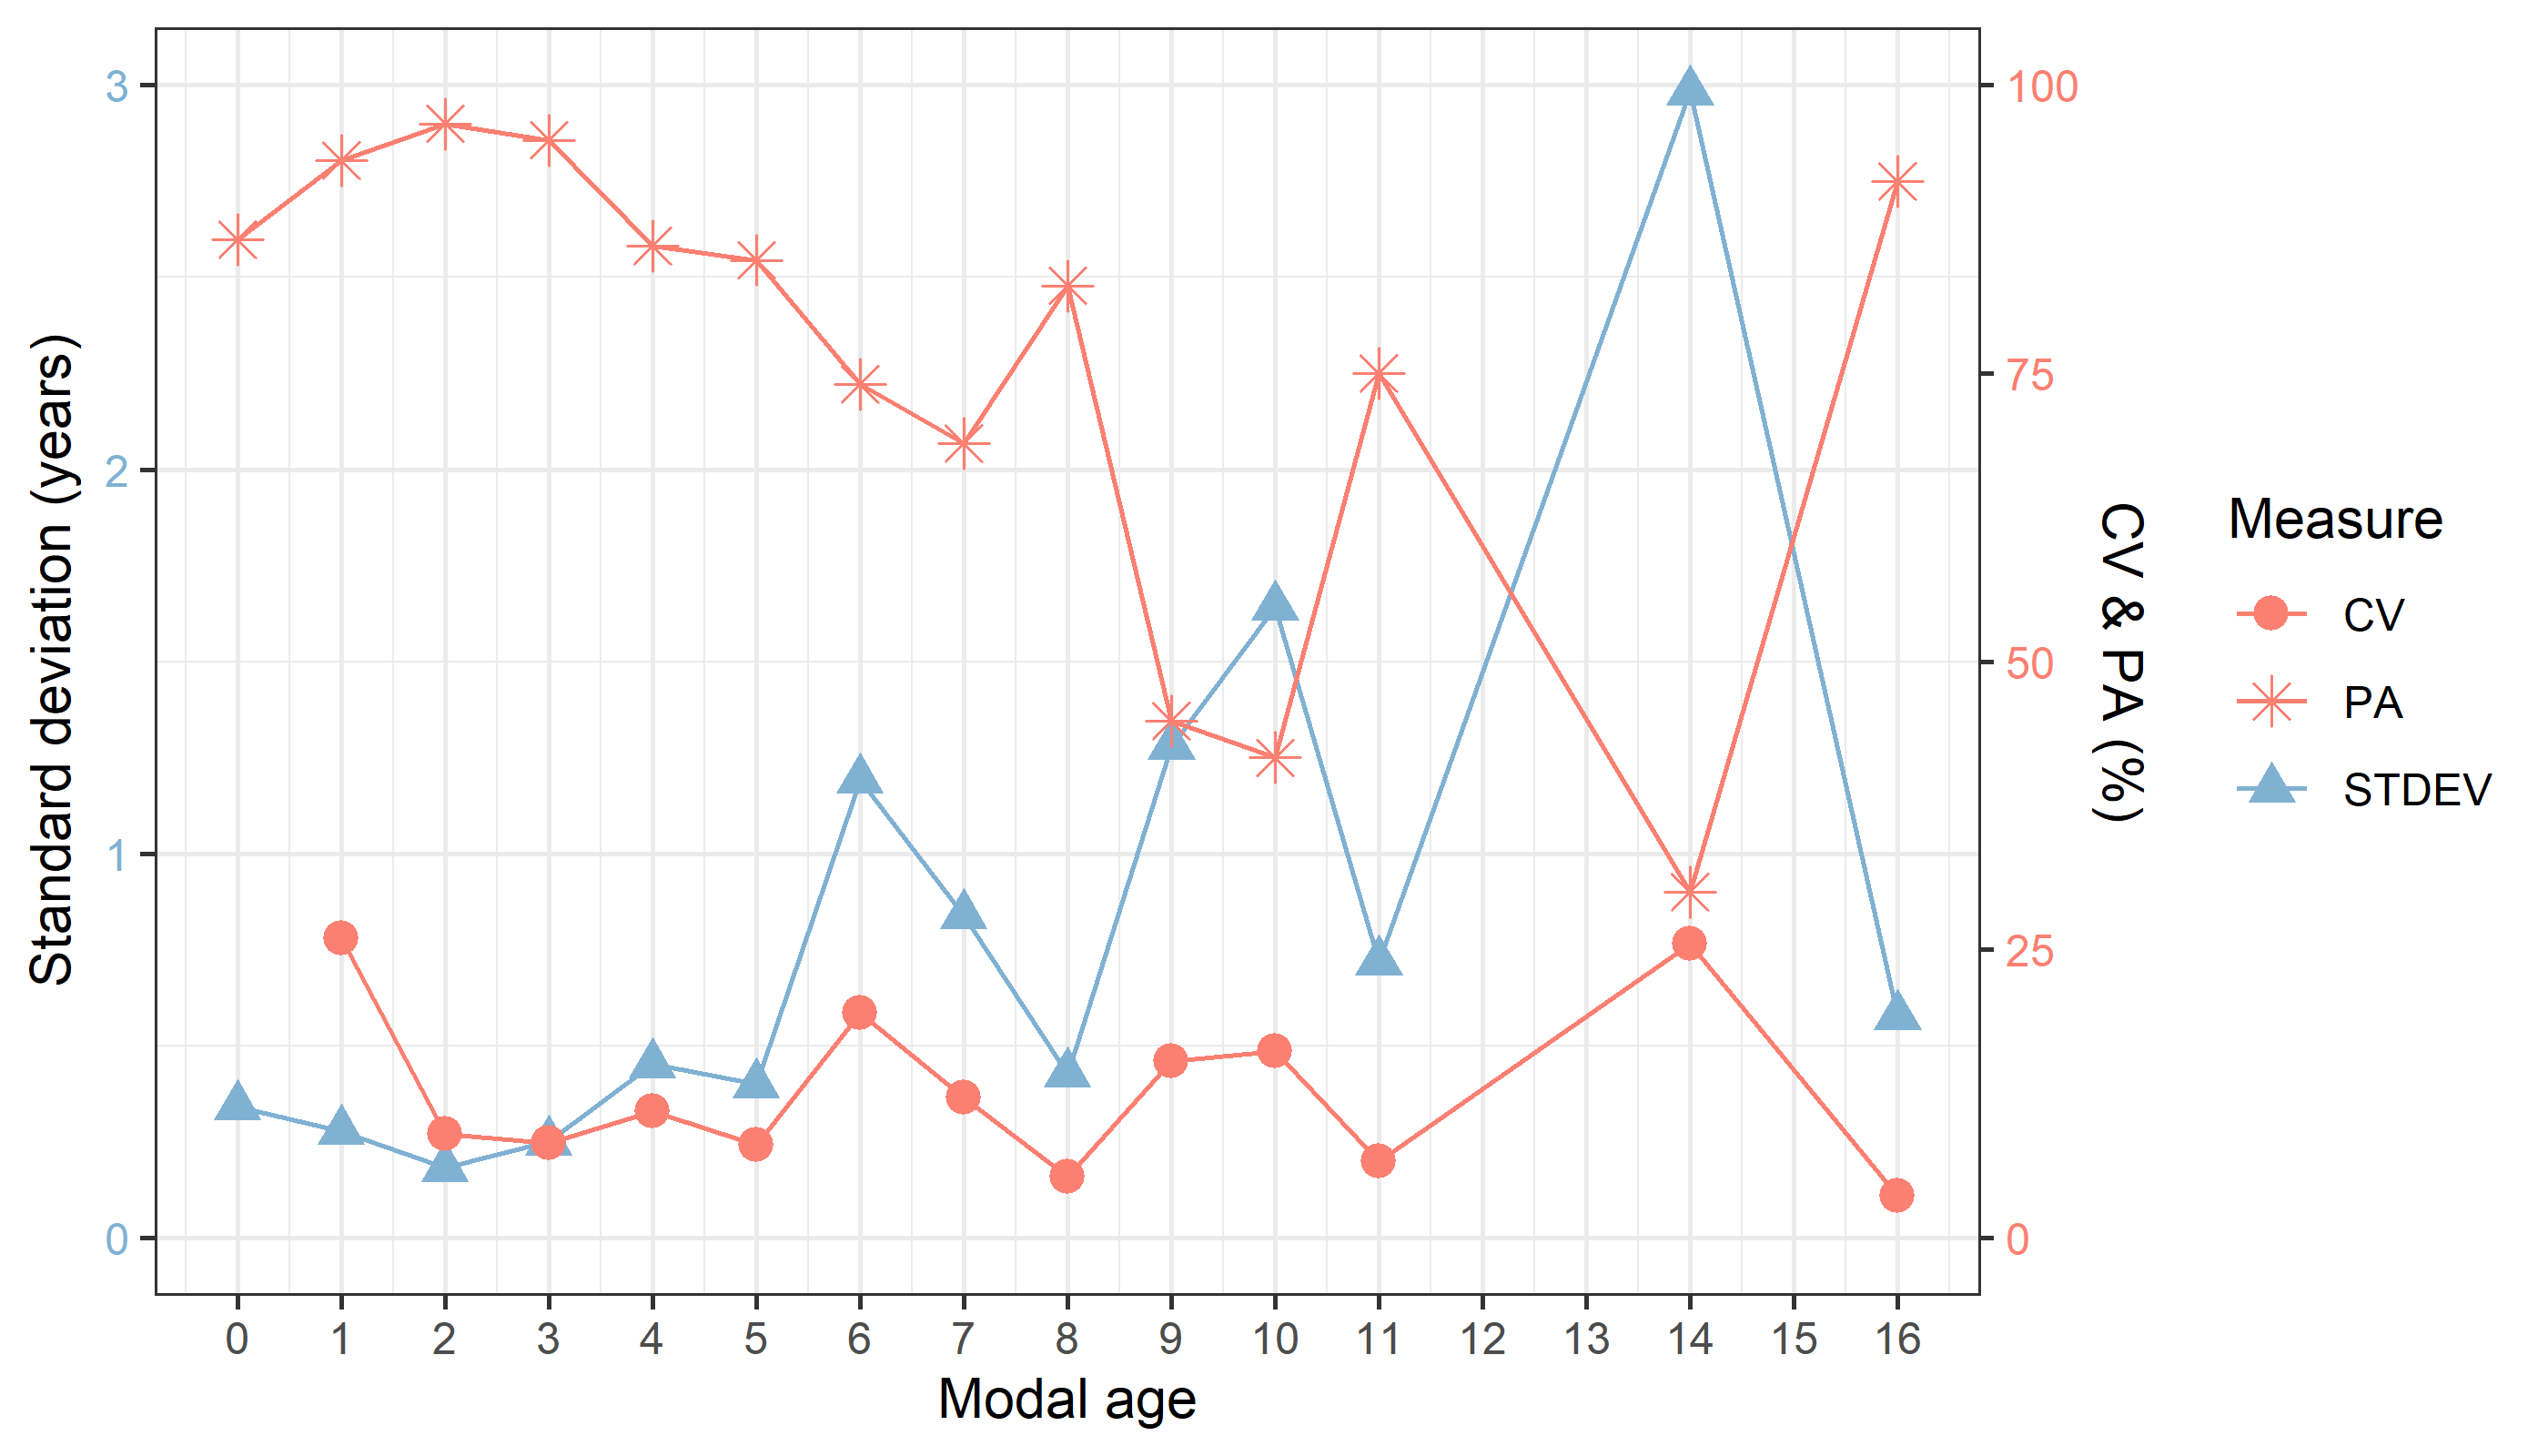 Standard deviation (years)
3
2
1
0
100
75
50
25
0
CV & PA (%)
0 1 2 3 4 5 6 7 8 9 10 11 12 13 14 15 16
Modal age
Measure
CV
PA
STDEV